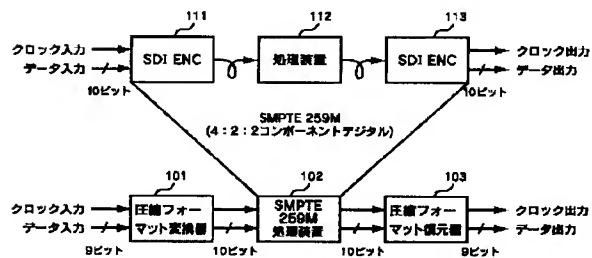 111
112
113
クロック入力
データ入力
10ビット
SDI ENC
処理装置
SDI ENC
クロック出力
データ出力
10ビット
SMPTE 259M
(4:2:2コンポーネントデジタル)
101
102
103
クロック入力
データ入力
9ビット
圧縮フォー
マット変換器
10ビット
SMPTE
259M
処理装置
10ビット
圧縮フォー
マット復元器
9ビット
クロック出力
データ出力